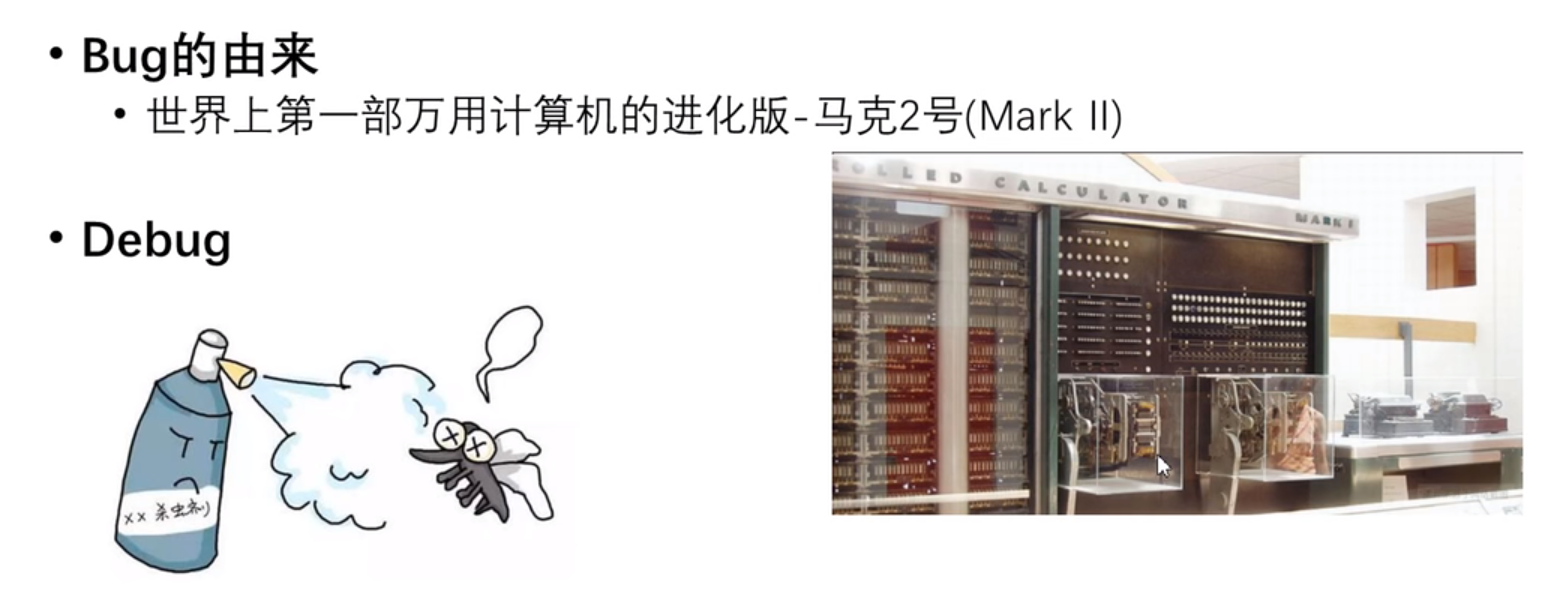 • Bug的由来
• 世界上第一部万用计算机的进化版-马克2号(Mark II)
OLLED CALCULATOR MARK I
• Debug
xx 杀虫剂